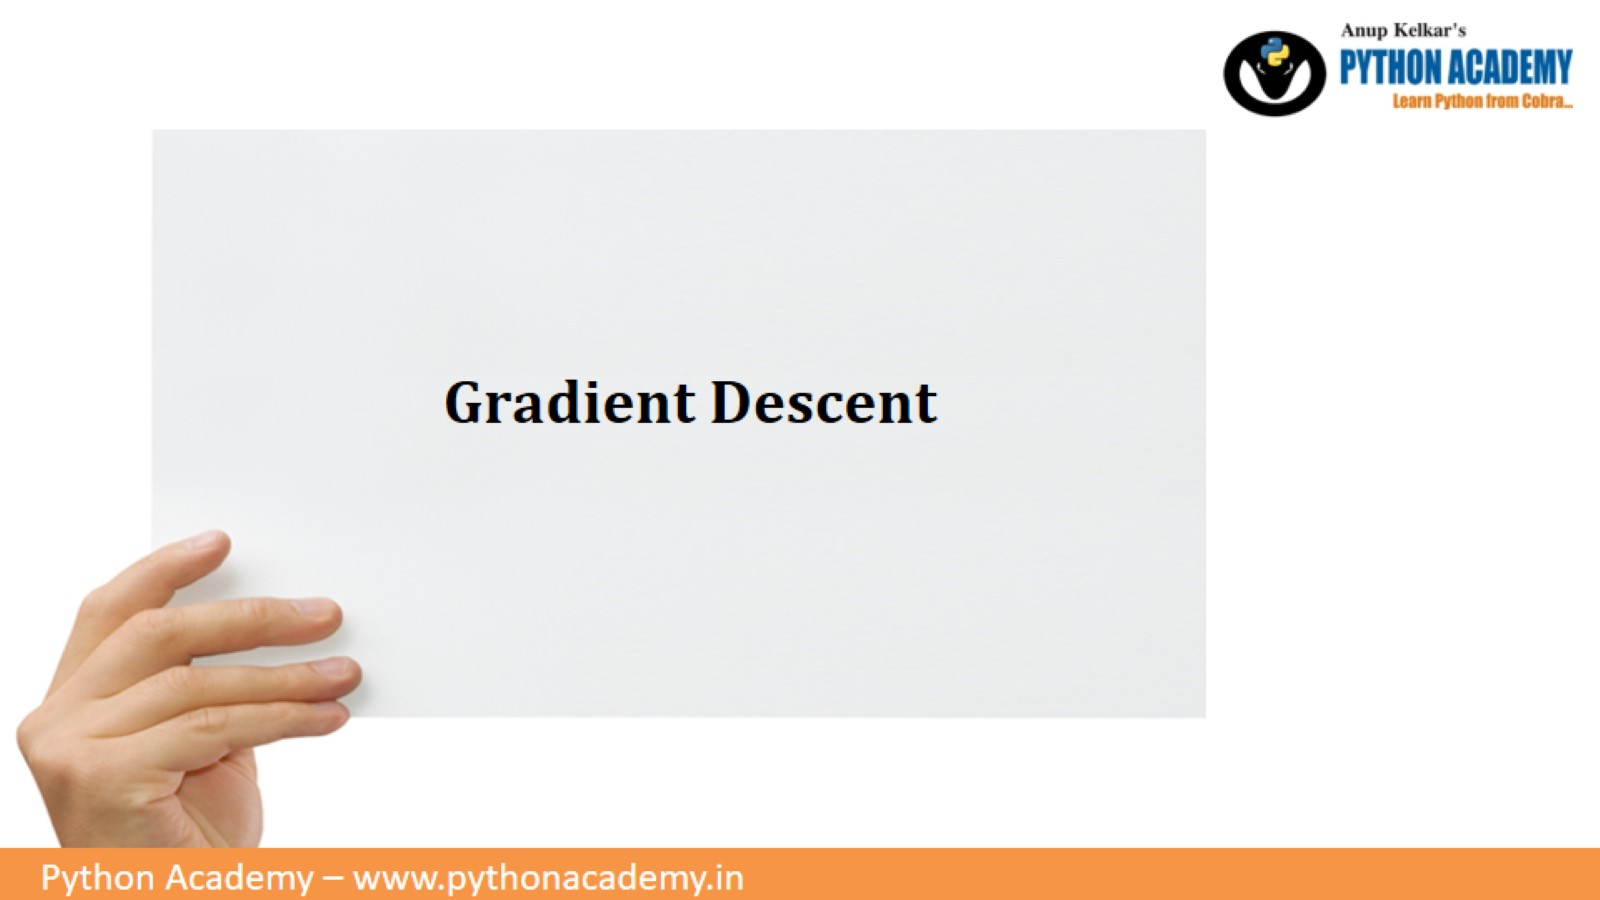 Anup Kelkar's
PYTHON ACADEMY
Learn Python from Cobra...
Gradient Descent
Python Academy – www.pythonacademy.in